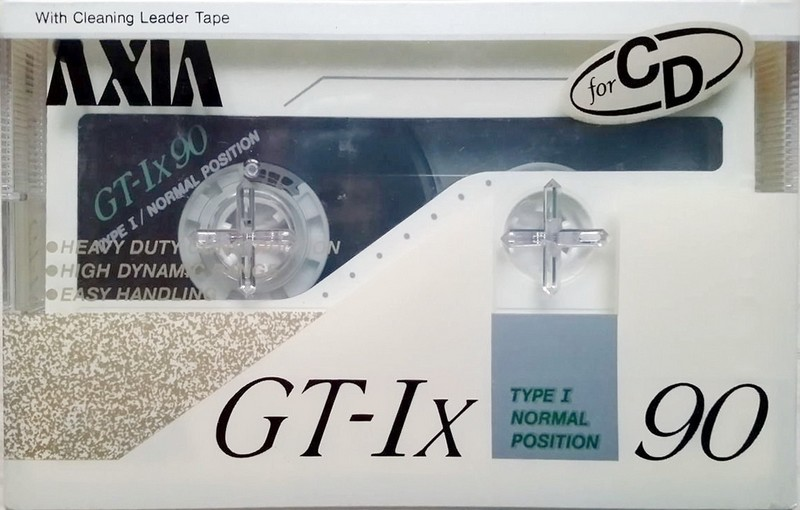 With Cleaning Leader Tape
AXIA
for CD
GT-Ix 90
TYPE I / NORMAL POSITION
●HEAVY DUTY
●HIGH DYNAMIC RANGE
●EASY HANDLING
GT-Ix
TYPE I
NORMAL
POSITION
90